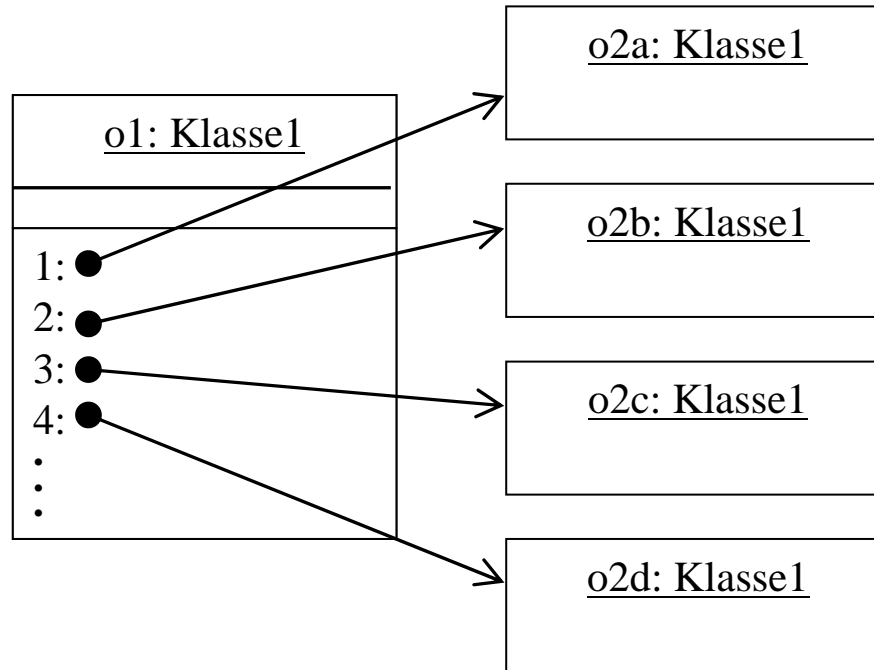 o1: Klasse1
1:
2:
3:
4:
o2a: Klasse1
o2b: Klasse1
o2c: Klasse1
o2d: Klasse1